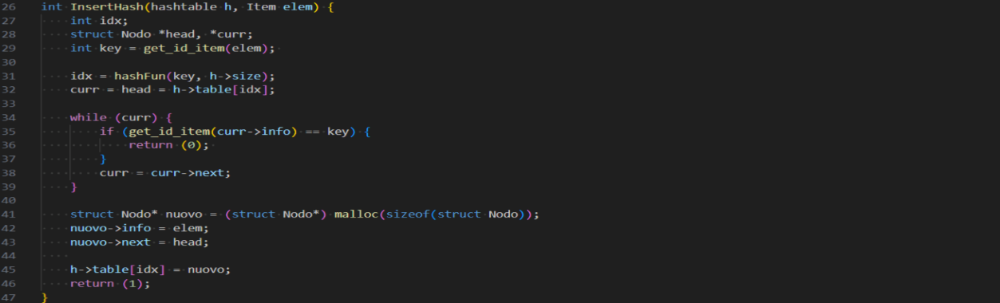 26 int InsertHash(hashtable h, Item elem) {
27     int idx;
28     struct Nodo *head, *curr;
29     int key = get_id_item(elem);
30
31     idx = hashFun(key, h->size);
32     curr = head = h->table[idx];
33
34     while (curr) {
35         if (get_id_item(curr->info) == key) {
36             return (0);
37         }
38         curr = curr->next;
39     }
40
41     struct Nodo* nuovo = (struct Nodo*) malloc(sizeof(struct Nodo));
42     nuovo->info = elem;
43     nuovo->next = head;
44
45     h->table[idx] = nuovo;
46     return (1);
47 }